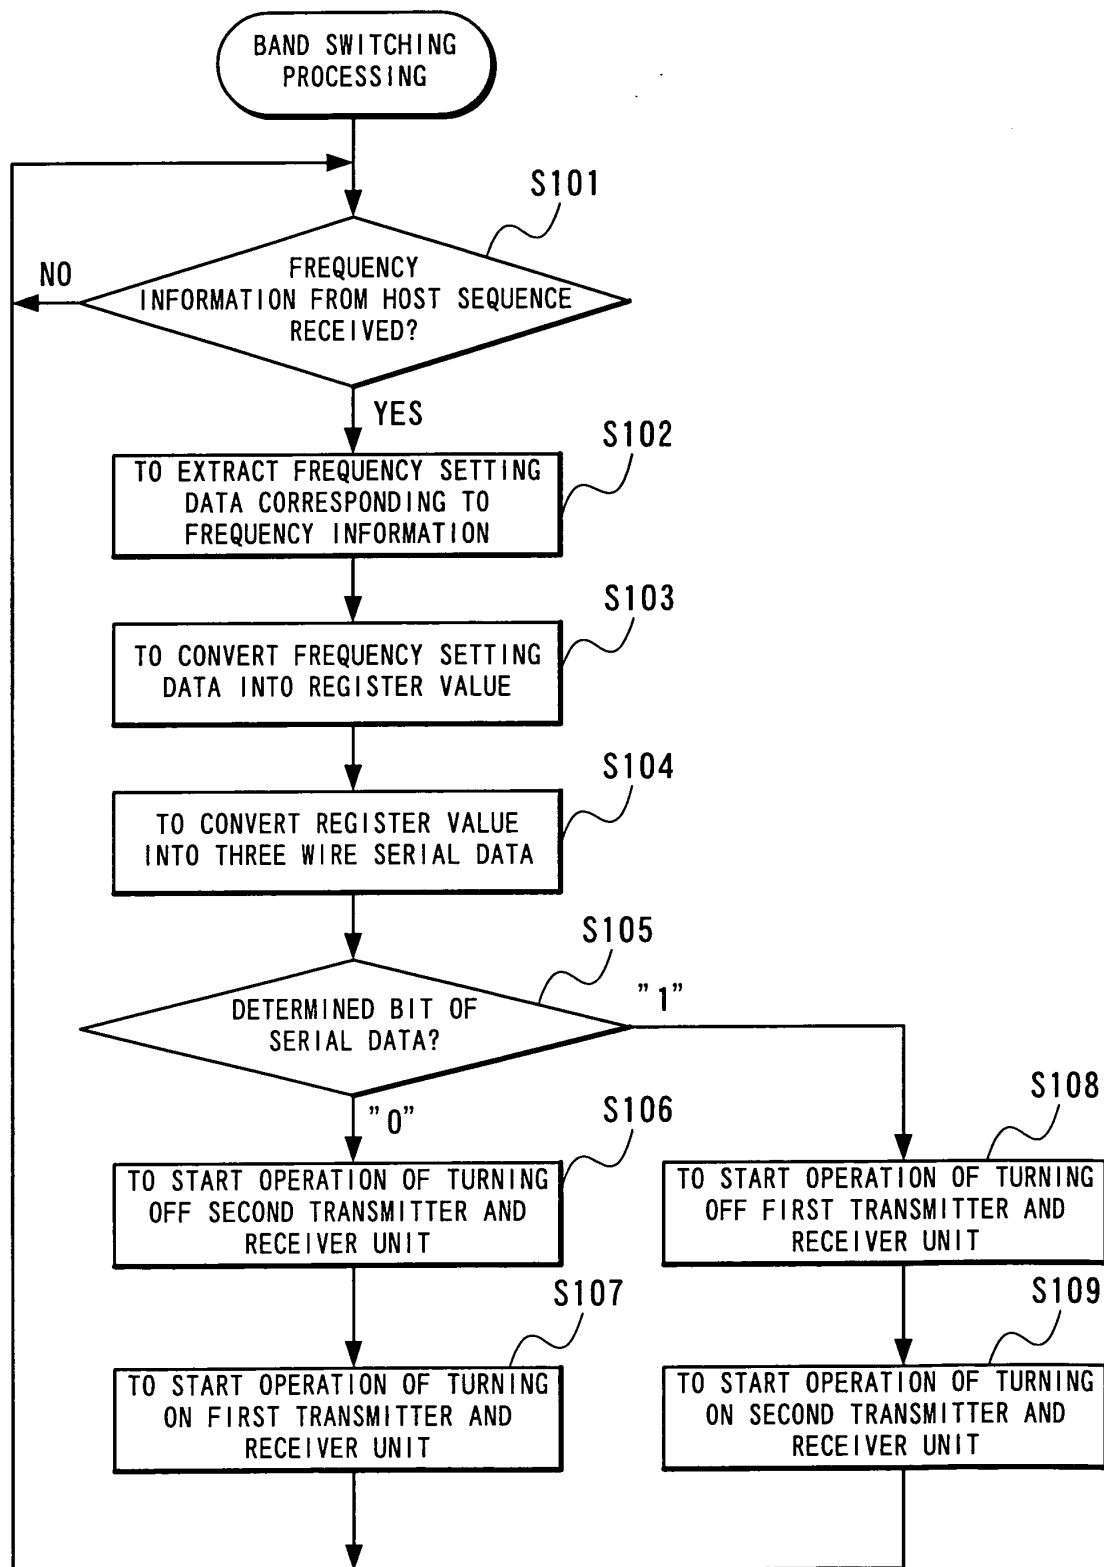 BAND SWITCHING
PROCESSING
S101
NO
FREQUENCY
INFORMATION FROM HOST SEQUENCE
RECEIVED?
YES
S102
TO EXTRACT FREQUENCY SETTING
DATA CORRESPONDING TO
FREQUENCY INFORMATION
S103
TO CONVERT FREQUENCY SETTING
DATA INTO REGISTER VALUE
S104
TO CONVERT REGISTER VALUE
INTO THREE WIRE SERIAL DATA
S105
DETERMINED BIT OF
SERIAL DATA?
"1"
"0"
S106
TO START OPERATION OF TURNING
OFF SECOND TRANSMITTER AND
RECEIVER UNIT
S107
TO START OPERATION OF TURNING
ON FIRST TRANSMITTER AND
RECEIVER UNIT
S108
TO START OPERATION OF TURNING
OFF FIRST TRANSMITTER AND
RECEIVER UNIT
S109
TO START OPERATION OF TURNING
ON SECOND TRANSMITTER AND
RECEIVER UNIT